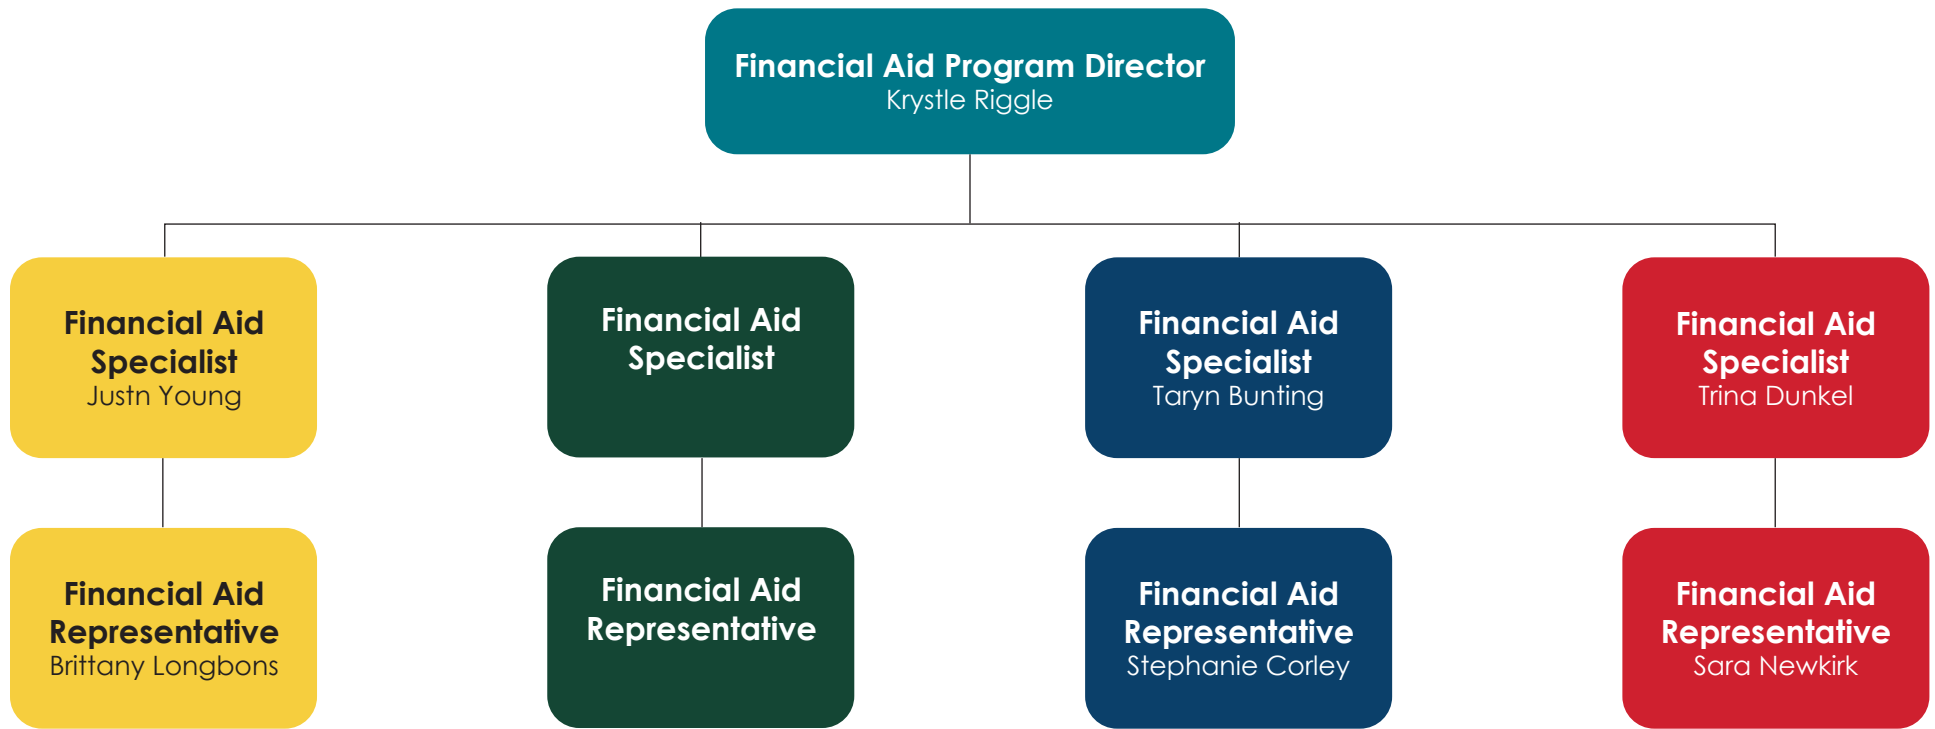 Financial Aid Program Director
Krystle Riggle
Financial Aid
Specialist
Justn Young
Financial Aid
Specialist
Financial Aid
Specialist
Taryn Bunting
Financial Aid
Specialist
Trina Dunkel
Financial Aid
Representative
Brittany Longbons
Financial Aid
Representative
Financial Aid
Representative
Stephanie Corley
Financial Aid
Representative
Sara Newkirk